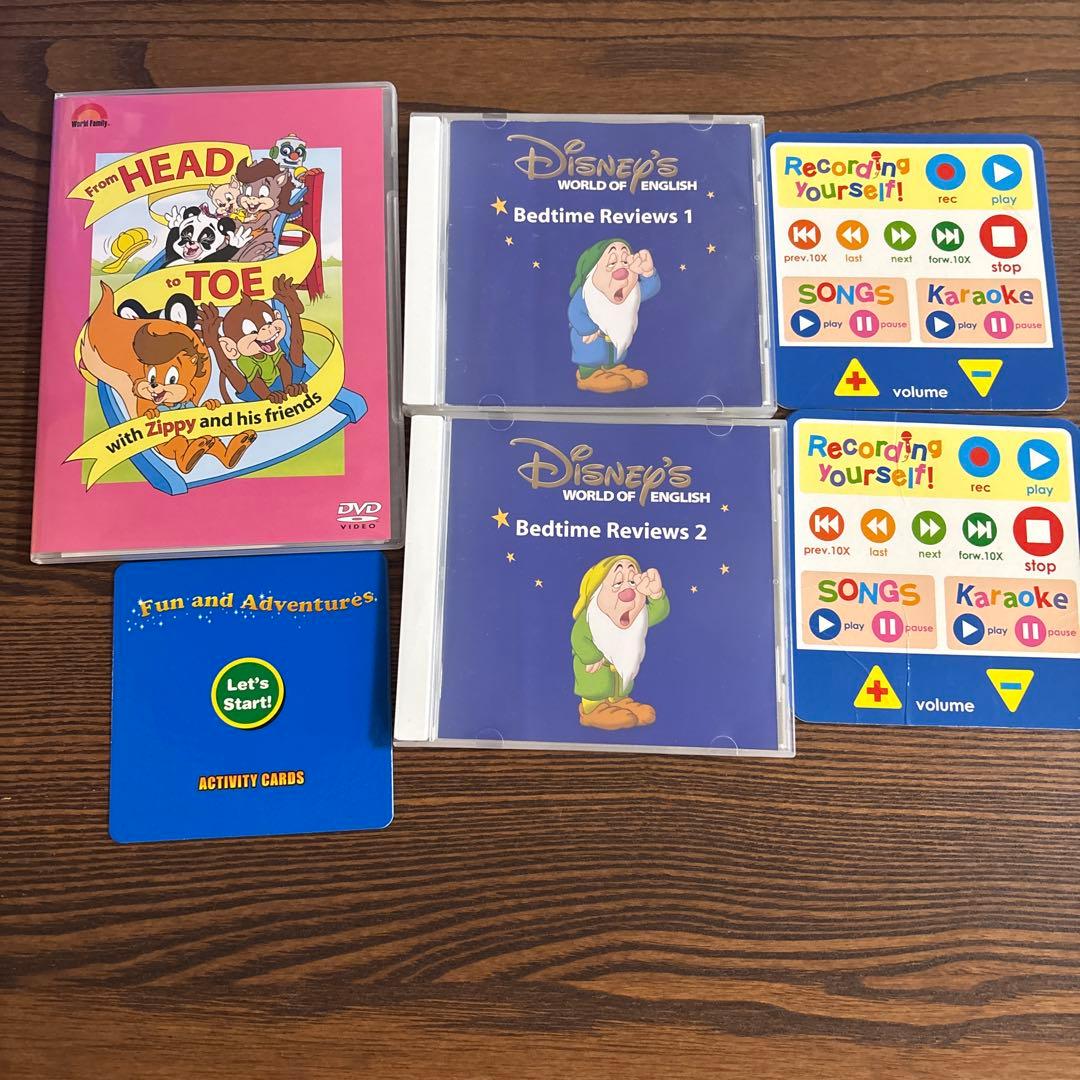 World Family™
From HEAD
to TOE
with Zippy and his friends
DVD
VIDEO
Fun and Adventures
Let's
Start!
ACTIVITY CARDS
Disney's
WORLD OF ENGLISH
Bedtime Reviews 1
Disney's
WORLD OF ENGLISH
Bedtime Reviews 2
Recording
yourself!
rec
play
prev.10X
last
next
forw.10X
stop
SONGS
Karaoke
play
pause
play
pause
volume
Recording
yourself!
rec
play
prev.10X
last
next
forw.10X
stop
SONGS
Karaoke
play
pause
play
pause
volume